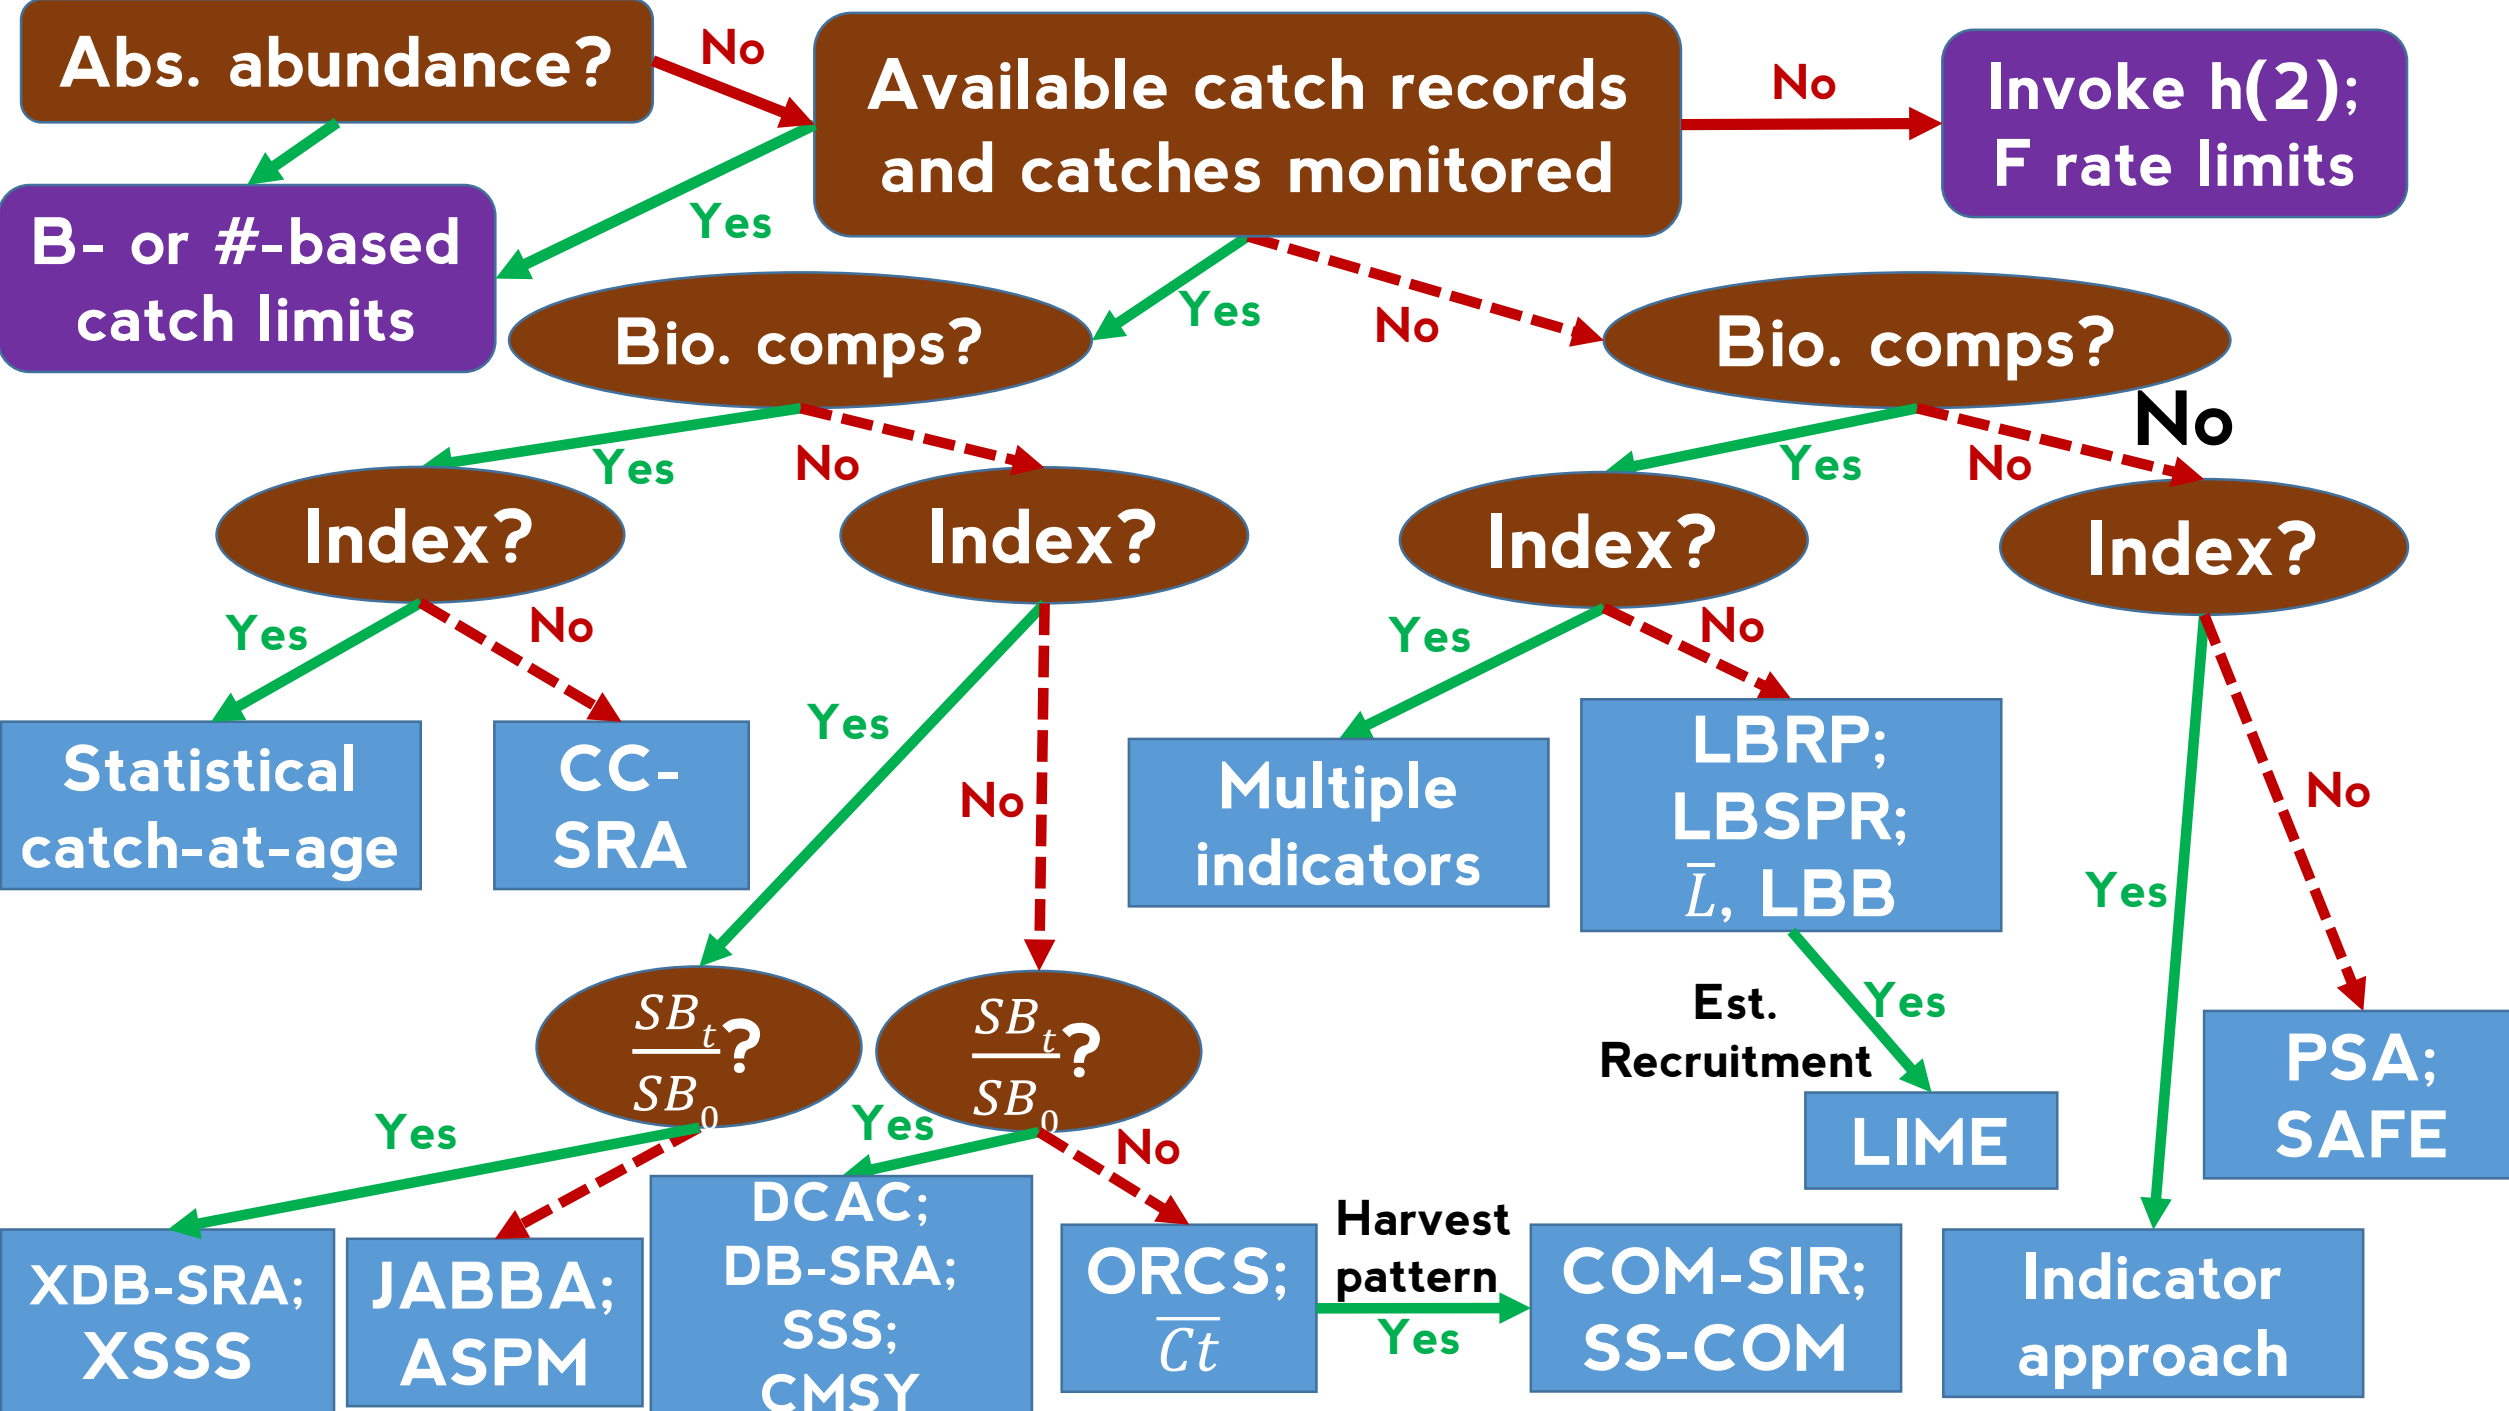 Abs. abundance?
No
Available catch records
and catches monitored
No
Invoke h(2);
F rate limits
Yes
B- or #-based
catch limits
Yes
No
Bio. comps?
Bio. comps?
No
Yes
No
Yes
No
Index?
Index?
Index?
Index?
Yes
No
Yes
No
Yes
No
Yes
No
Statistical
catch-at-age
CC-
SRA
Multiple
indicators
LBRP;
LBSPR;
L̅, LBB
SB_t
SB_0
?
SB_t
SB_0
?
Est.
Recruitment
Yes
LIME
PSA;
SAFE
Yes
Yes
No
XDB-SRA;
XSSS
JABBA;
ASPM
DCAC;
DB-SRA;
SSS;
CMSY
ORCS;
C̅t̅
Harvest
pattern
Yes
COM-SIR;
SS-COM
Indicator
approach